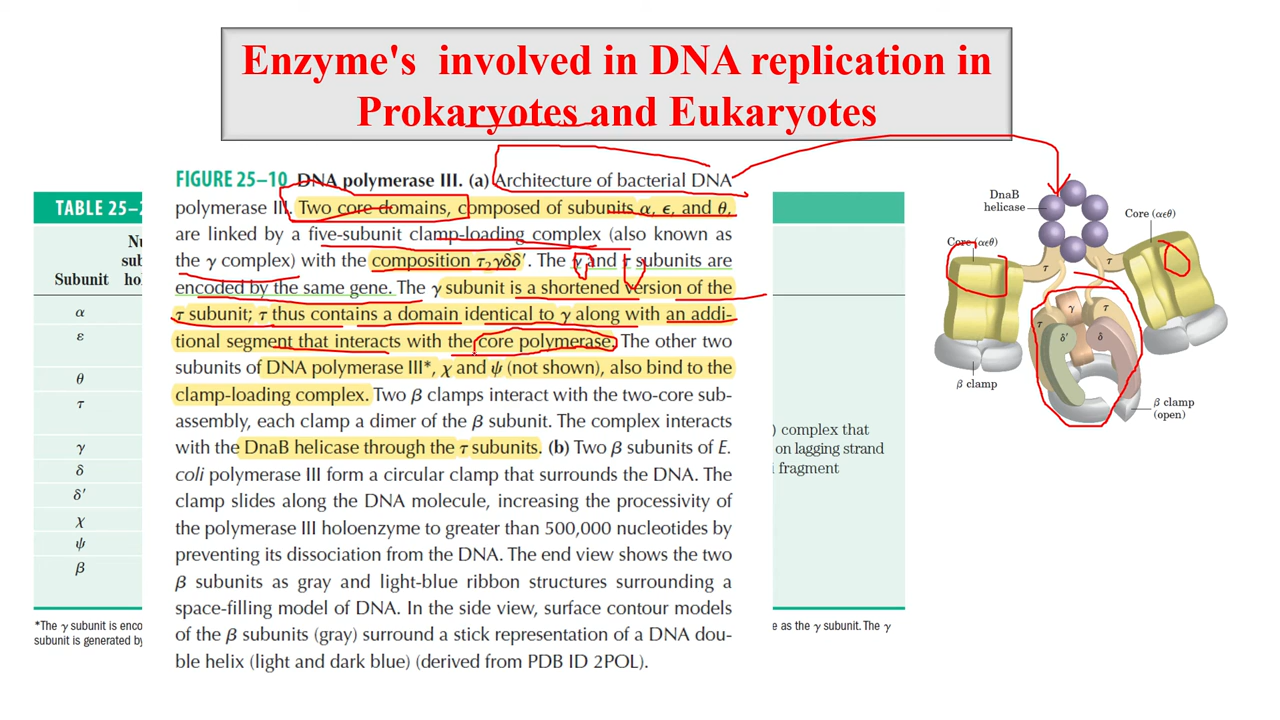 Enzyme's involved in DNA replication in
Prokaryotes and Eukaryotes
FIGURE 25–10 DNA polymerase III. (a) Architecture of bacterial DNA
polymerase III. Two core domains, composed of subunits α, ϵ, and θ,
are linked by a five-subunit clamp-loading complex (also known as
the γ complex) with the composition τ₂γδδ′. The γ and τ subunits are
encoded by the same gene. The γ subunit is a shortened version of the
τ subunit; τ thus contains a domain identical to γ along with an addi-
tional segment that interacts with the core polymerase. The other two
subunits of DNA polymerase III*, χ and ψ (not shown), also bind to the
clamp-loading complex. Two β clamps interact with the two-core sub-
assembly, each clamp a dimer of the β subunit. The complex interacts
with the DnaB helicase through the τ subunits. (b) Two β subunits of E.
coli polymerase III form a circular clamp that surrounds the DNA. The
clamp slides along the DNA molecule, increasing the processivity of
the polymerase III holoenzyme to greater than 500,000 nucleotides by
preventing its dissociation from the DNA. The end view shows the two
β subunits as gray and light-blue ribbon structures surrounding a
space-filling model of DNA. In the side view, surface contour models
of the β subunits (gray) surround a stick representation of a DNA dou-
ble helix (light and dark blue) (derived from PDB ID 2POL).
TABLE 25–
Subunit
α
ε
θ
τ
γ
δ
δ′
χ
ψ
β
) complex that
on lagging strand
fragment
*The γ subunit is enco
subunit is generated by
e as the γ subunit. The γ
DnaB
helicase
Core (αεθ)
Core (αεθ)
τ
τ
γ
τ
τ
δ′
δ
β clamp
β clamp
(open)